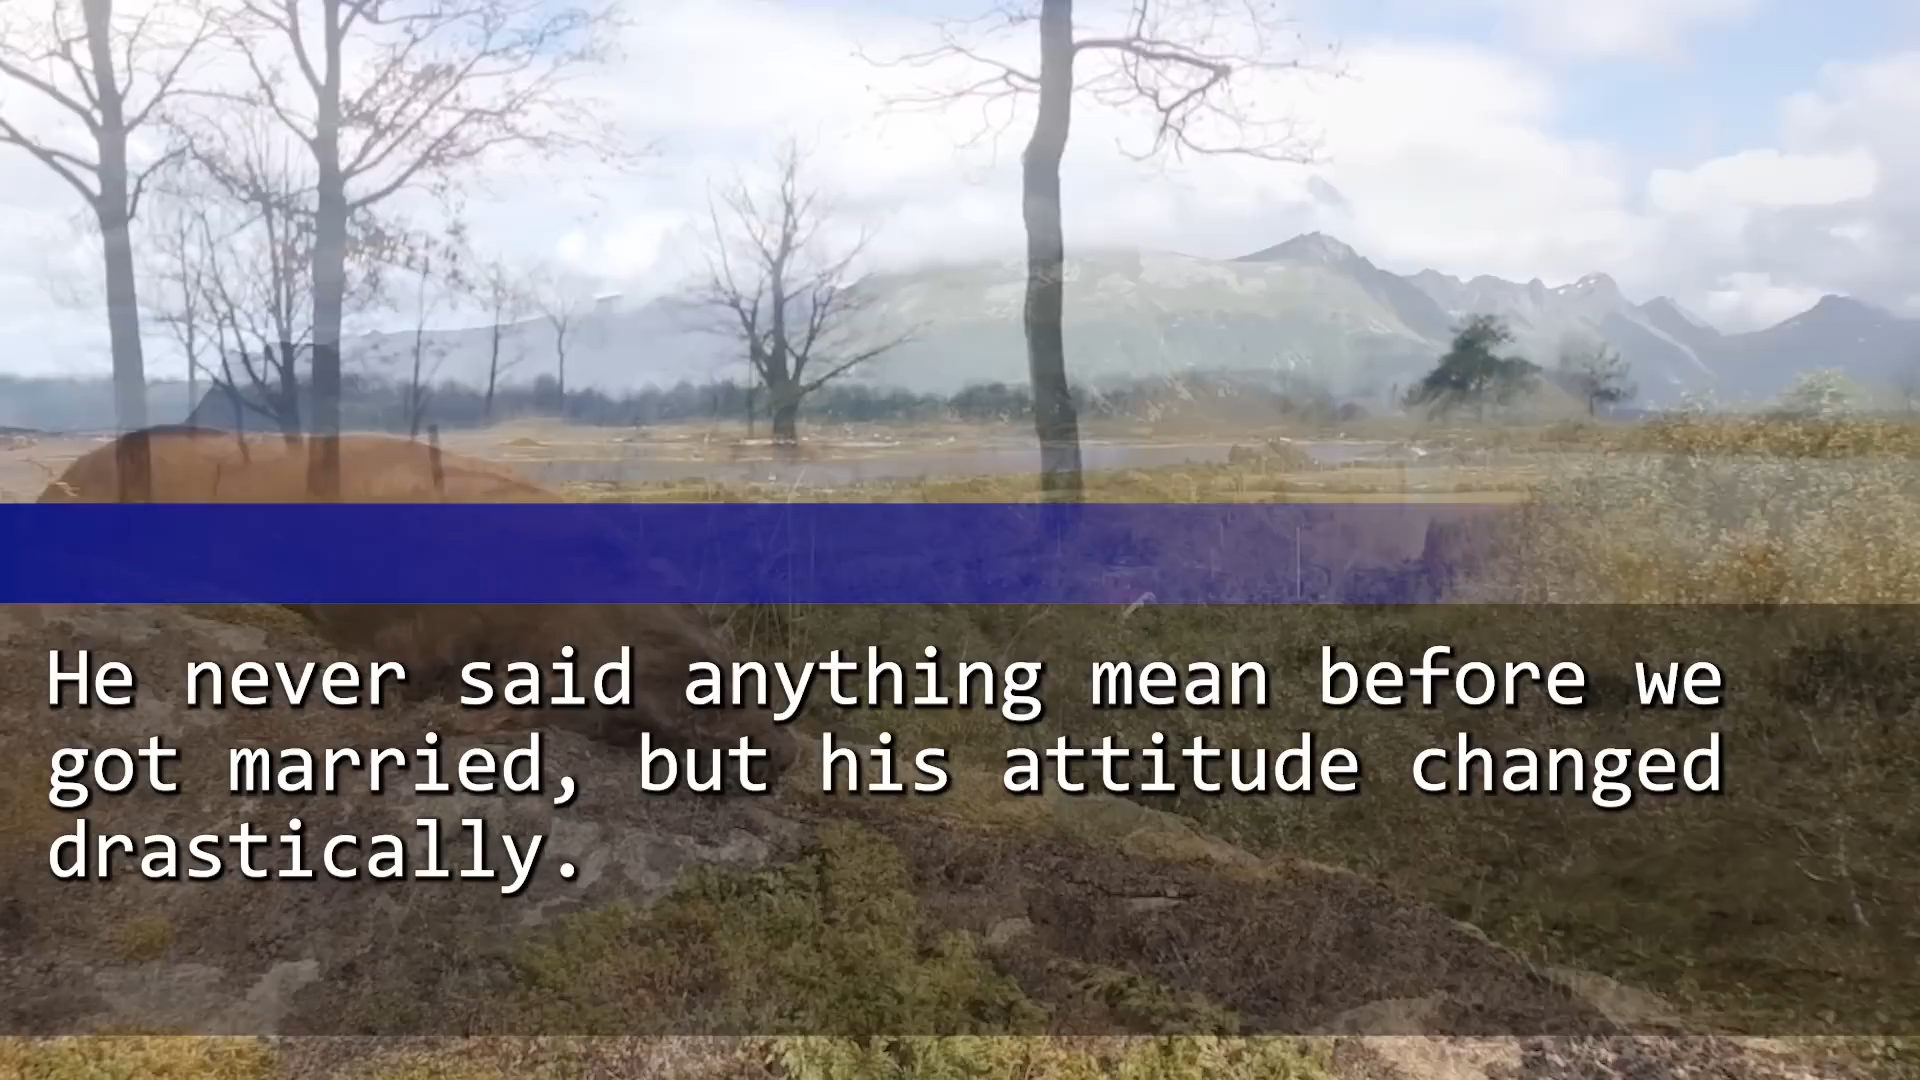 He never said anything mean before we
got married, but his attitude changed
drastically.